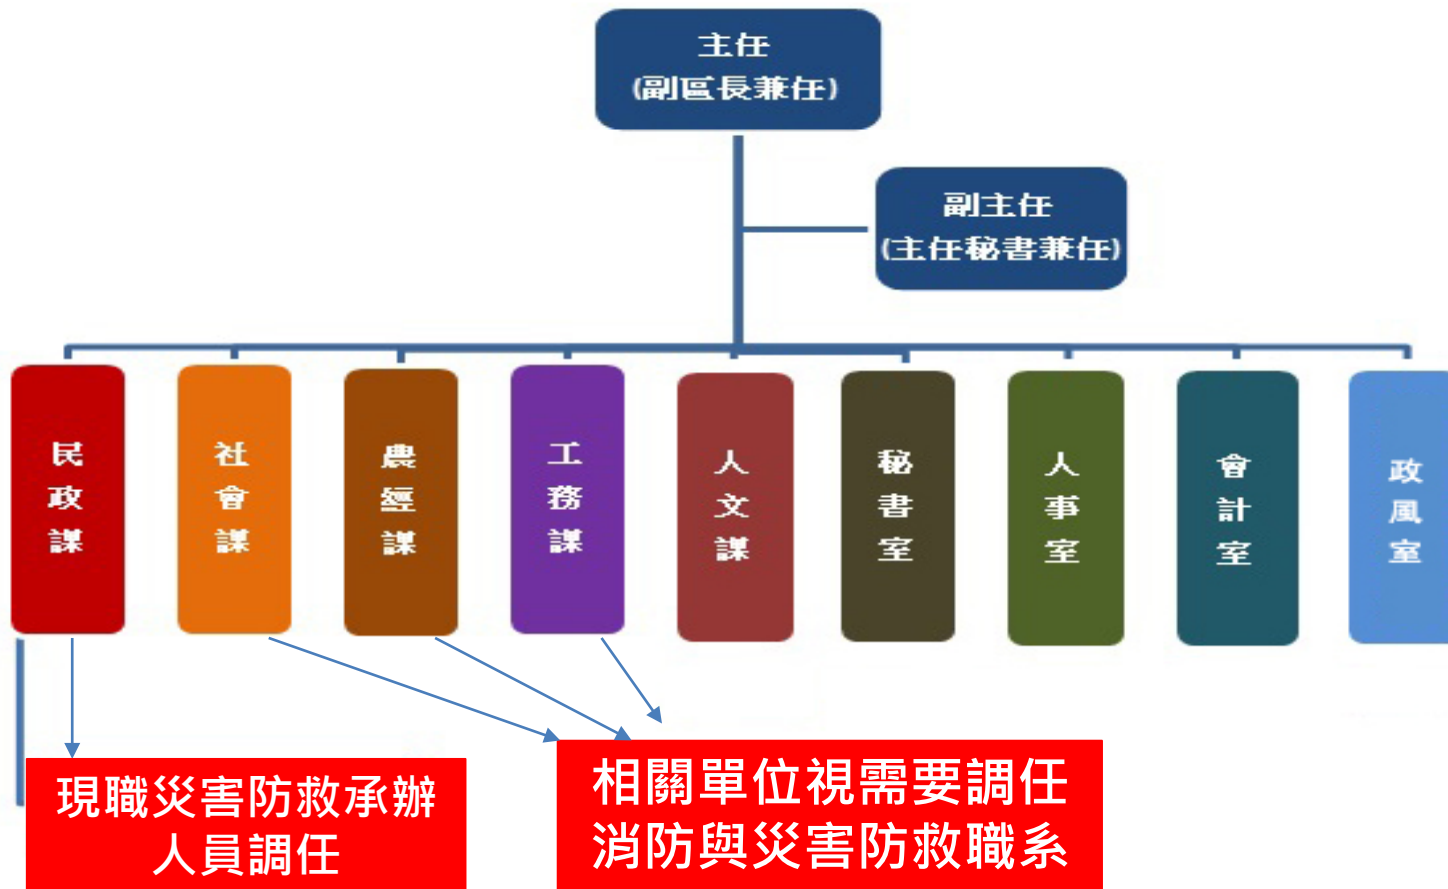 主任
(副區長兼任)
副主任
(主任秘書兼任)
民政課
社會課
農經課
工務課
人文課
秘書室
人事室
會計室
政風室
現職災害防救承辦
人員調任
相關單位視需要調任
消防與災害防救職系